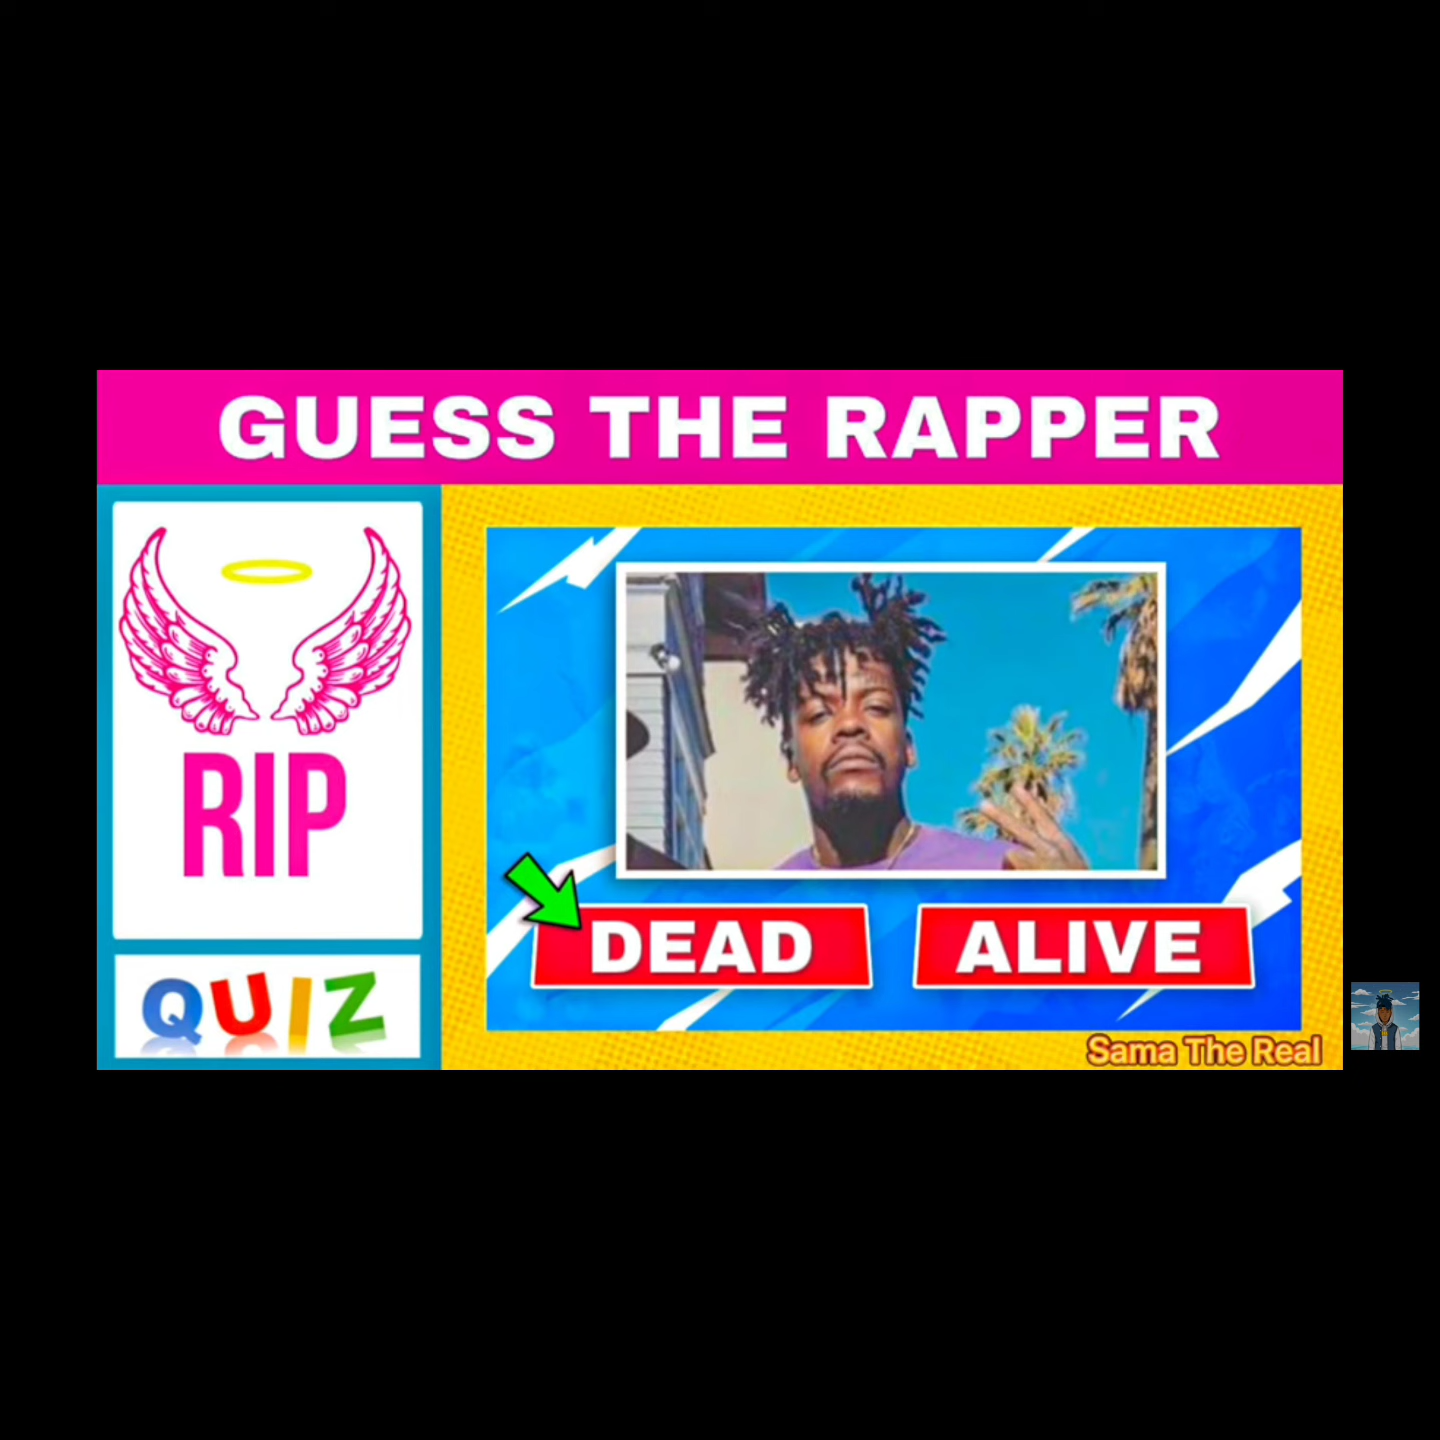 GUESS THE RAPPER
RIP
QUIZ
DEAD
ALIVE
Sama The Real